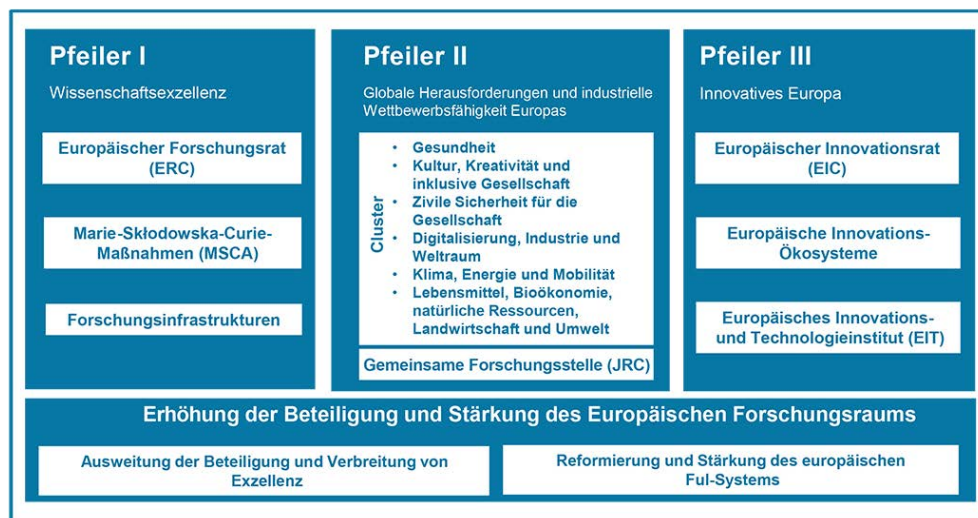 Pfeiler I
Wissenschaftsexzellenz
Europäischer Forschungsrat
(ERC)
Marie-Skłodowska-Curie-
Maßnahmen (MSCA)
Forschungsinfrastrukturen
Pfeiler II
Globale Herausforderungen und industrielle
Wettbewerbsfähigkeit Europas
Cluster
• Gesundheit
• Kultur, Kreativität und
inklusive Gesellschaft
• Zivile Sicherheit für die
Gesellschaft
• Digitalisierung, Industrie und
Weltraum
• Klima, Energie und Mobilität
• Lebensmittel, Bioökonomie,
natürliche Ressourcen,
Landwirtschaft und Umwelt
Gemeinsame Forschungsstelle (JRC)
Pfeiler III
Innovatives Europa
Europäischer Innovationsrat
(EIC)
Europäische Innovations-
Ökosysteme
Europäisches Innovations-
und Technologieinstitut (EIT)
Erhöhung der Beteiligung und Stärkung des Europäischen Forschungsraums
Ausweitung der Beteiligung und Verbreitung von
Exzellenz
Reformierung und Stärkung des europäischen
FuI-Systems